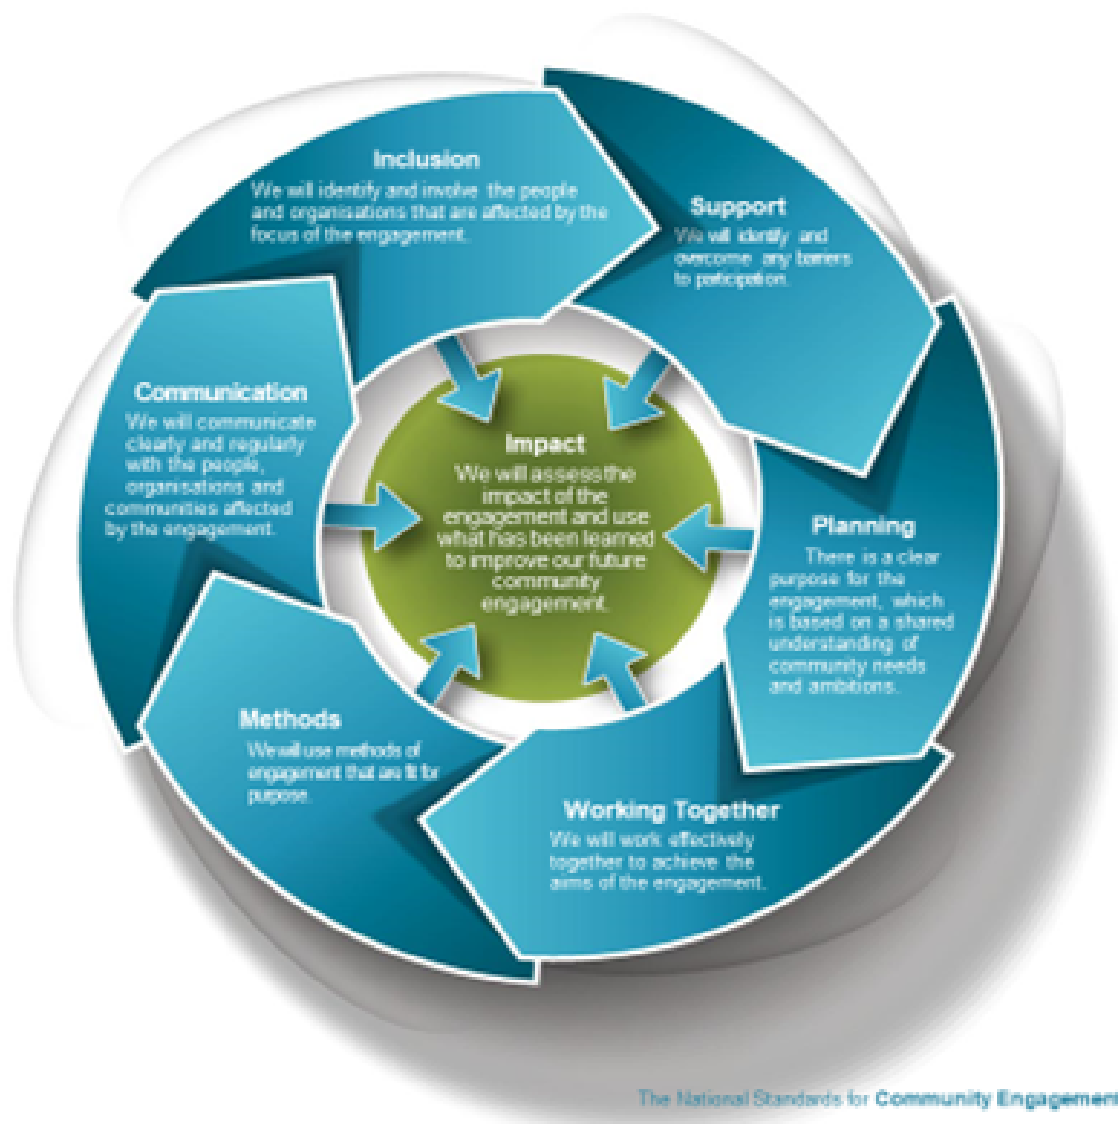 Inclusion
We will identify and involve the people
and organisations that are affected by the
focus of the engagement.
Support
We will identify and
overcome any barriers
to participation.
Communication
We will communicate
clearly and regularly
with the people,
organisations and
communities affected
by the engagement.
Impact
We will assess the
impact of the
engagement and use
what has been learned
to improve our future
community
engagement.
Planning
There is a clear
purpose for the
engagement, which
is based on a shared
understanding of
community needs
and ambitions.
Methods
We will use methods of
engagement that are fit for
purpose.
Working Together
We will work effectively
together to achieve the
aims of the engagement.
The National Standards for Community Engagement